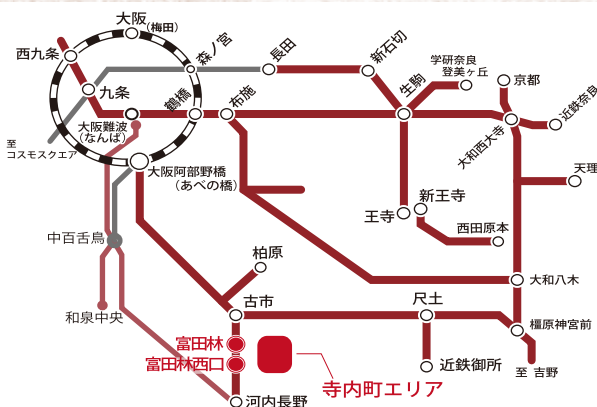 大阪(梅田)
西九条
森ノ宮
長田
新石切
学研奈良
登美ヶ丘
生駒
京都
九条
鶴橋
布施
近鉄奈良
大阪難波
(なんば)
大和西大寺
至
コスモスクエア
大阪阿部野橋
(あべの橋)
天理
新王寺
王寺
西田原本
中百舌鳥
柏原
大和八木
古市
尺土
和泉中央
橿原神宮前
富田林
富田林西口
近鉄御所
至 吉野
寺内町エリア
河内長野